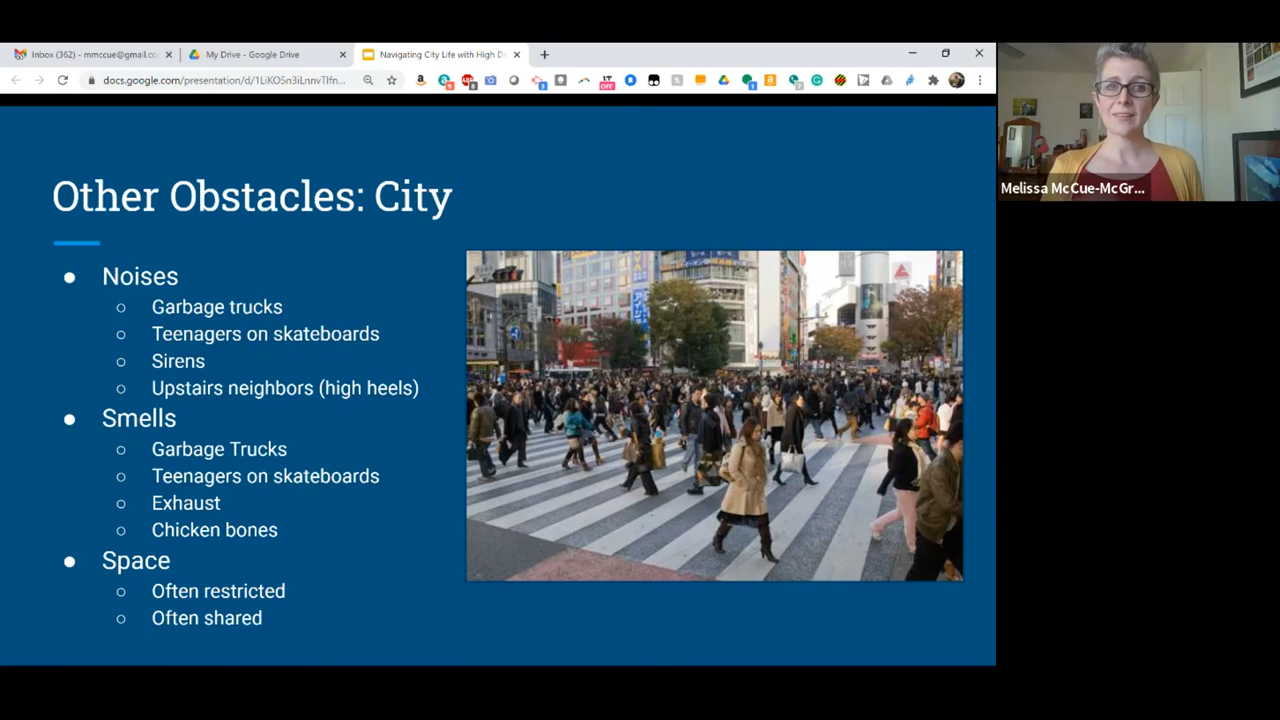 Inbox (362) - mmccue@gmail.co
My Drive - Google Drive
Navigating City Life with High D
docs.google.com/presentation/d/1LiKO5n3iLnnvTlfn...
Other Obstacles: City
Noises
Garbage trucks
Teenagers on skateboards
Sirens
Upstairs neighbors (high heels)
Smells
Garbage Trucks
Teenagers on skateboards
Exhaust
Chicken bones
Space
Often restricted
Often shared
Melissa McCue-McGr...